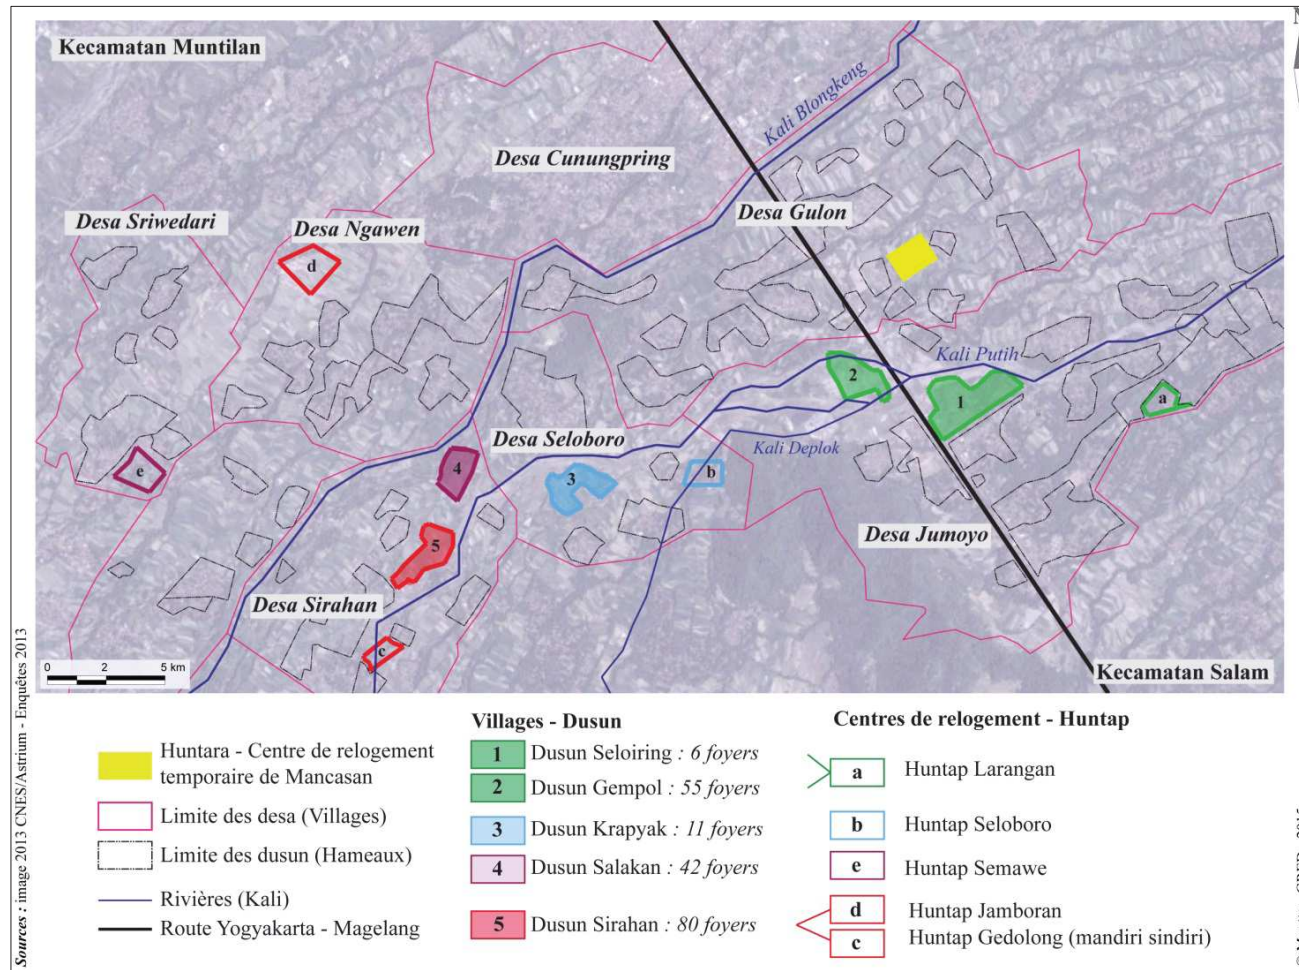 Kecamatan Muntilan
Kali Blongkeng
Desa Cunungpring
Desa Sriwedari
Desa Ngawen
Desa Gulon
d
Kali Putih
2
1
a
Desa Seloboro
Kali Deplok
e
4
3
b
5
Desa Jumoyo
Desa Sirahan
c
0 2 5 km
Kecamatan Salam
Sources : image 2013 CNES/Astrium - Enquêtes 2013
Huntara - Centre de relogement
temporaire de Mancasan
Limite des desa (Villages)
Limite des dusun (Hameaux)
Rivières (Kali)
Route Yogyakarta - Magelang
Villages - Dusun
1 Dusun Seloiring : 6 foyers
2 Dusun Gempol : 55 foyers
3 Dusun Krapyak : 11 foyers
4 Dusun Salakan : 42 foyers
5 Dusun Sirahan : 80 foyers
Centres de relogement - Huntap
a Huntap Larangan
b Huntap Seloboro
e Huntap Semawe
d Huntap Jamboran
c Huntap Gedolong (mandiri sindiri)